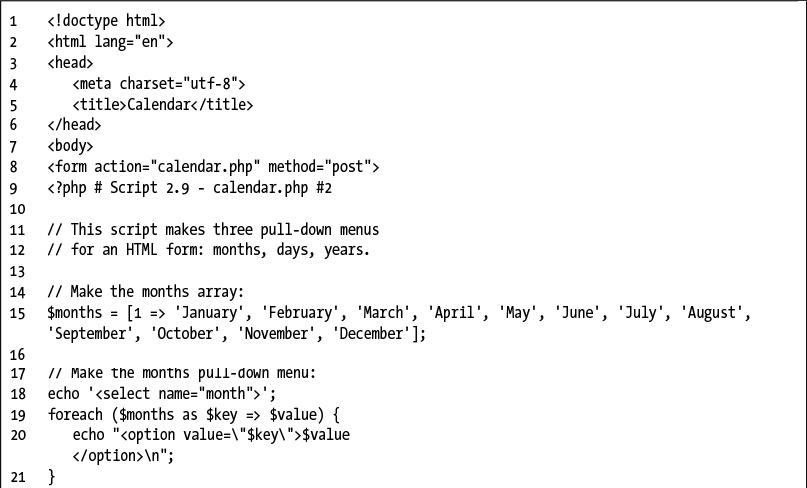 1 <!doctype html>
2 <html lang="en">
3 <head>
4 <meta charset="utf-8">
5 <title>Calendar</title>
6 </head>
7 <body>
8 <form action="calendar.php" method="post">
9 <?php # Script 2.9 - calendar.php #2
10
11 // This script makes three pull-down menus
12 // for an HTML form: months, days, years.
13
14 // Make the months array:
15 $months = [1 => 'January', 'February', 'March', 'April', 'May', 'June', 'July', 'August',
'September', 'October', 'November', 'December'];
16
17 // Make the months pull-down menu:
18 echo '<select name="month">';
19 foreach ($months as $key => $value) {
20 echo "<option value=\"$key\">$value
</option>\n";
21 }